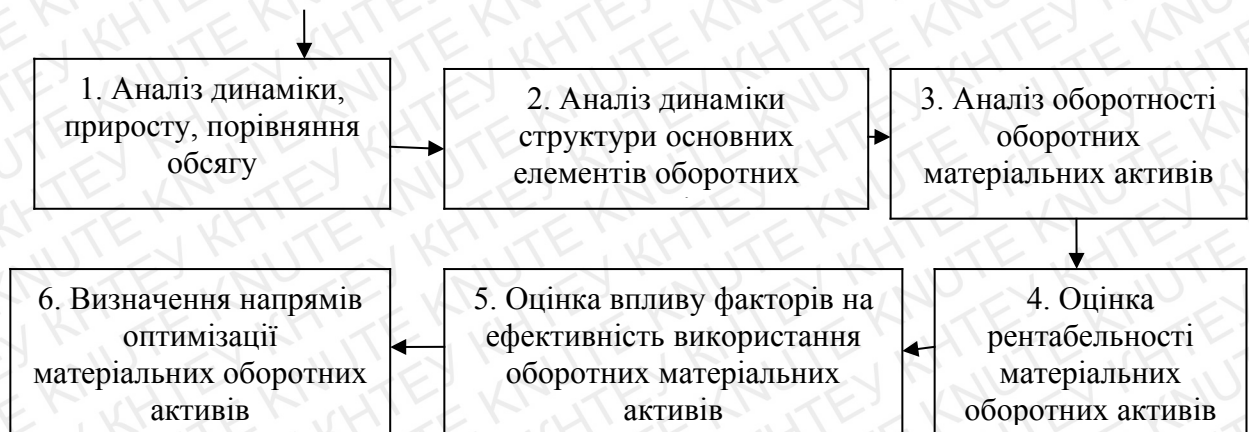 1. Аналіз динаміки,
приросту, порівняння
обсягу
2. Аналіз динаміки
структури основних
елементів оборотних
3. Аналіз оборотності
оборотних
матеріальних активів
4. Оцінка
рентабельності
матеріальних
оборотних активів
5. Оцінка впливу факторів на
ефективність використання
оборотних матеріальних
активів
6. Визначення напрямів
оптимізації
матеріальних оборотних
активів